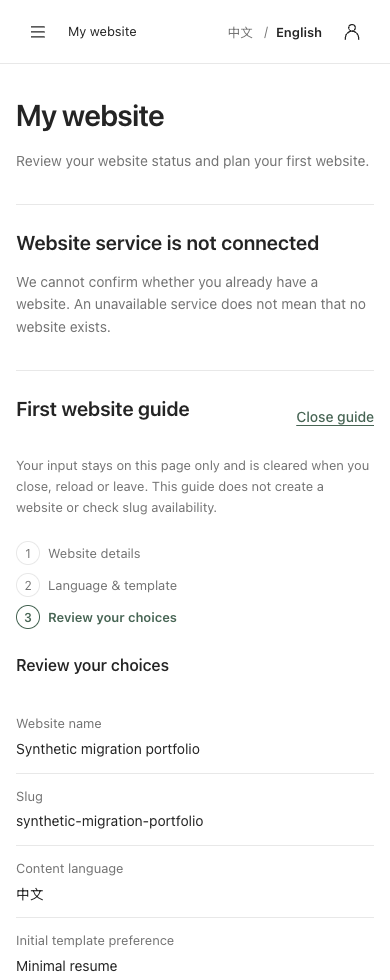 My website
中文 / English
My website
Review your website status and plan your first website.
Website service is not connected
We cannot confirm whether you already have a
website. An unavailable service does not mean that no
website exists.
First website guide
Close guide
Your input stays on this page only and is cleared when you
close, reload or leave. This guide does not create a
website or check slug availability.
1 Website details
2 Language & template
3 Review your choices
Review your choices
Website name
Synthetic migration portfolio
Slug
synthetic-migration-portfolio
Content language
中文
Initial template preference
Minimal resume